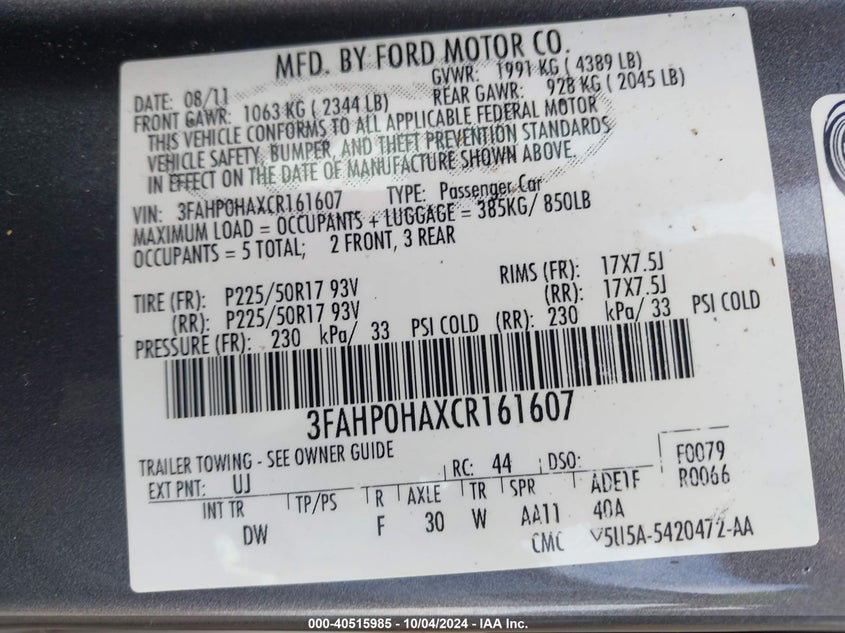 MFD. BY FORD MOTOR CO.
DATE: 08/11 GVWR: 1991 KG ( 4389 LB)
FRONT GAWR: 1063 KG ( 2344 LB) REAR GAWR: 928 KG ( 2045 LB)
THIS VEHICLE CONFORMS TO ALL APPLICABLE FEDERAL MOTOR
VEHICLE SAFETY, BUMPER, AND THEFT PREVENTION STANDARDS
IN EFFECT ON THE DATE OF MANUFACTURE SHOWN ABOVE.
VIN: 3FAHP0HAXCR161607 TYPE: Passenger Car
MAXIMUM LOAD = OCCUPANTS + LUGGAGE = 385KG/ 850LB
OCCUPANTS = 5 TOTAL; 2 FRONT, 3 REAR
TIRE (FR): P225/50R17 93V RIMS (FR): 17X7.5J
(RR): P225/50R17 93V (RR): 17X7.5J
PRESSURE (FR): 230 kPa/ 33 PSI COLD (RR): 230 kPa/ 33 PSI COLD
3FAHP0HAXCR161607
TRAILER TOWING - SEE OWNER GUIDE
EXT PNT: UJ RC: 44 DSO: F0079
INT TR TP/PS R AXLE TR SPR ADE1F R0066
DW F 30 W AA11 40A
CMC 5U5A-5420472-AA
000-40515985 - 10/04/2024 - IAA Inc.